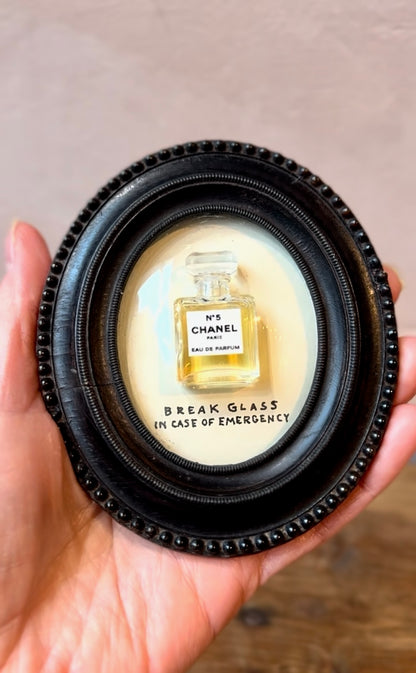 N°5
CHANEL
PARIS
EAU DE PARFUM
BREAK GLASS
IN CASE OF EMERGENCY